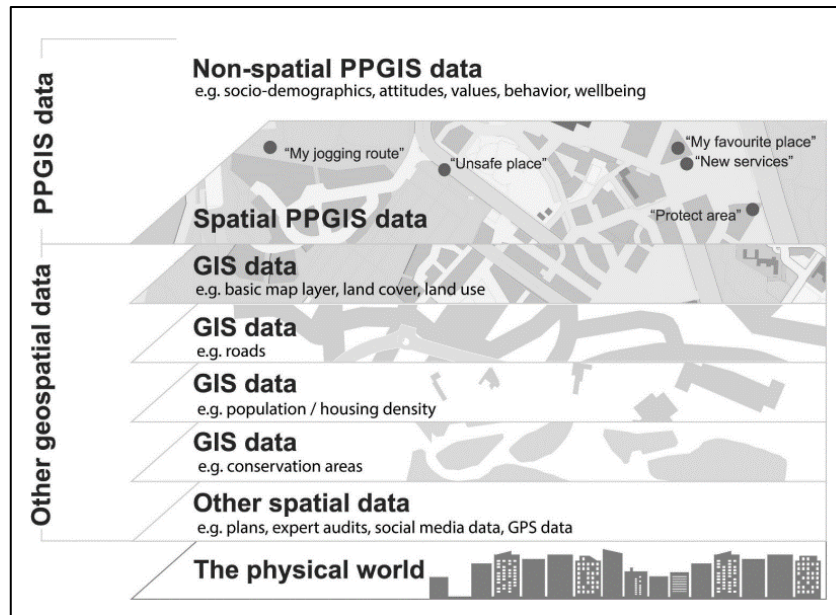 PPGIS data
Non-spatial PPGIS data
e.g. socio-demographics, attitudes, values, behavior, wellbeing
“My jogging route”
“Unsafe place”
“My favourite place”
“New services”
“Protect area”
Spatial PPGIS data
Other geospatial data
GIS data
e.g. basic map layer, land cover, land use
GIS data
e.g. roads
GIS data
e.g. population / housing density
GIS data
e.g. conservation areas
Other spatial data
e.g. plans, expert audits, social media data, GPS data
The physical world